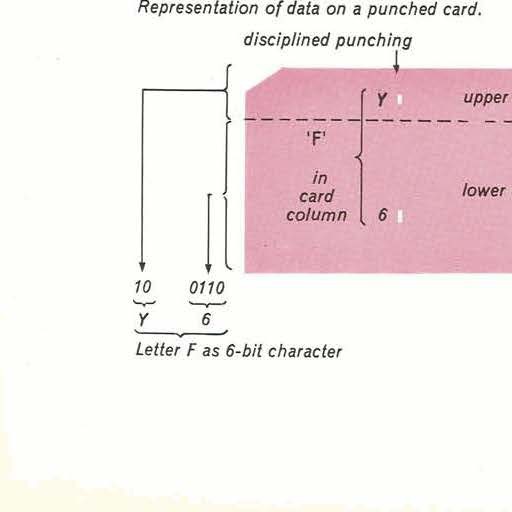 Representation of data on a punched card.
disciplined punching
Y upper
'F'
in
card
column
lower
6
10 0110
Y 6
Letter F as 6-bit character